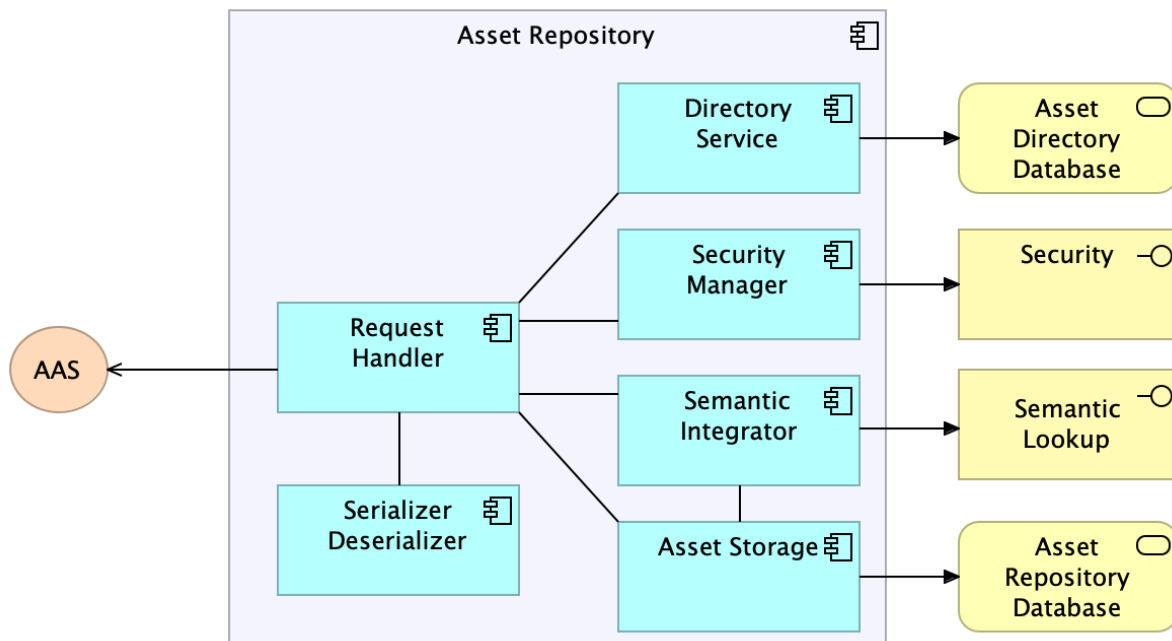 Asset Repository
Directory
Service
Asset
Directory
Database
Security
Manager
Security
Request
Handler
AAS
Semantic
Integrator
Semantic
Lookup
Serializer
Deserializer
Asset Storage
Asset
Repository
Database